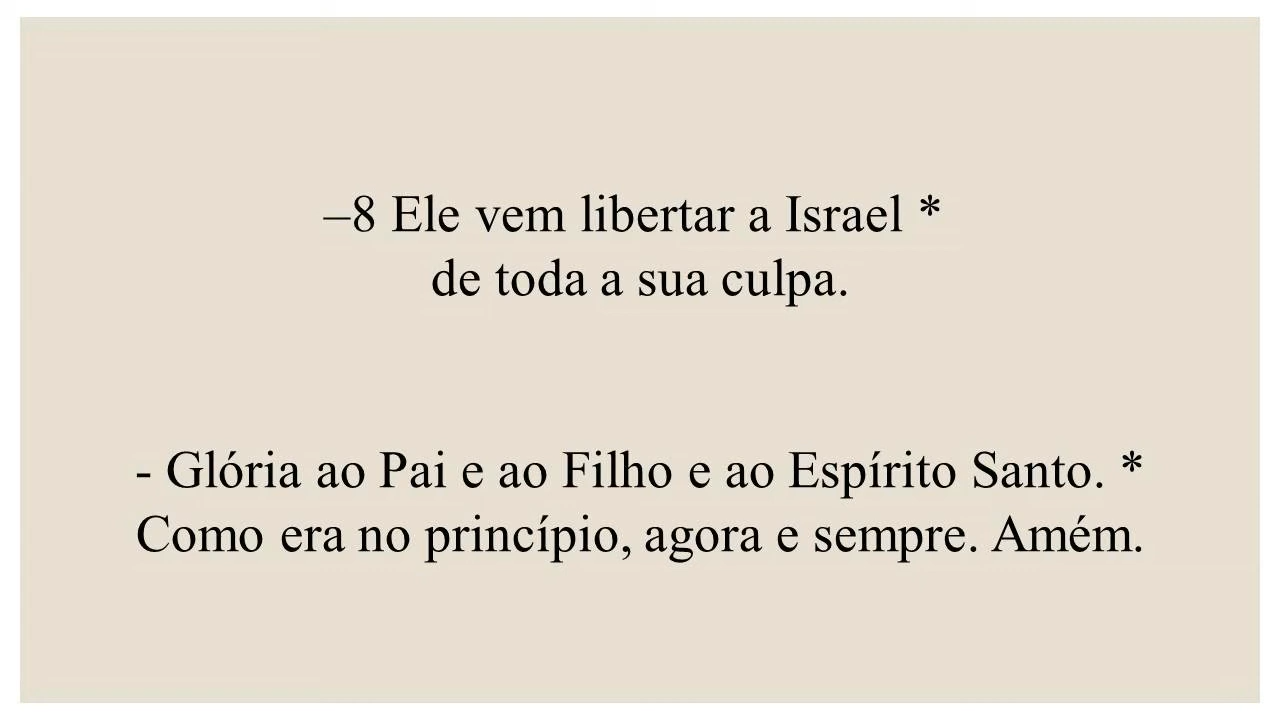 –8 Ele vem libertar a Israel *
de toda a sua culpa.
- Glória ao Pai e ao Filho e ao Espírito Santo. *
Como era no princípio, agora e sempre. Amém.